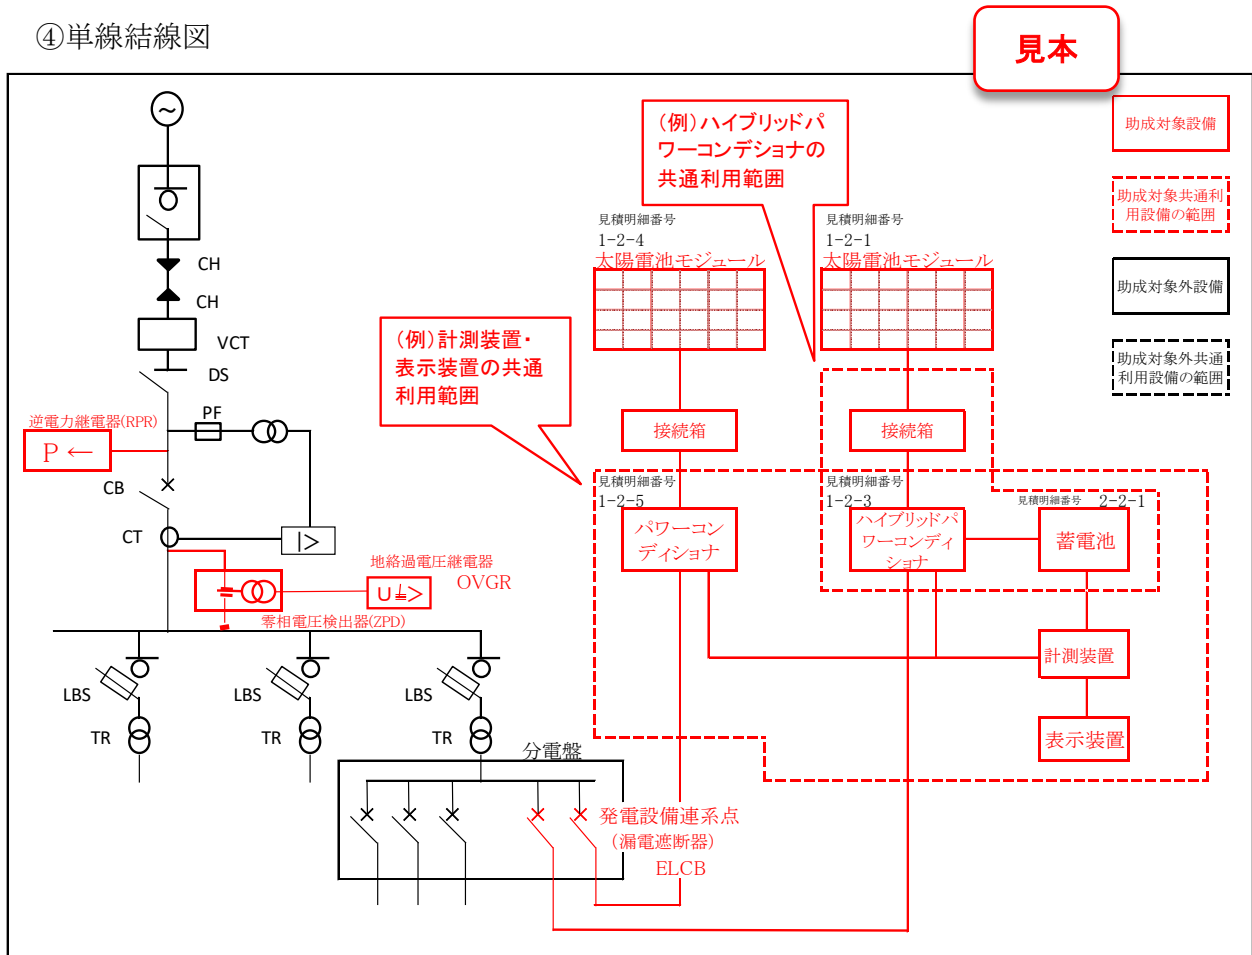 ④単線結線図
見本
助成対象設備
助成対象共通利
用設備の範囲
助成対象外設備
助成対象外共通
利用設備の範囲
(例)ハイブリッドパ
ワーコンデショナの
共通利用範囲
(例)計測装置・
表示装置の共通
利用範囲
見積明細番号
1-2-4
太陽電池モジュール
見積明細番号
1-2-1
太陽電池モジュール
接続箱
接続箱
見積明細番号
1-2-5
パワーコン
ディショナ
見積明細番号
1-2-3
ハイブリッドパ
ワーコンディ
ショナ
見積明細番号 2-2-1
蓄電池
計測装置
表示装置
CH
CH
VCT
DS
PF
逆電力継電器(RPR)
P ←
CB
CT
|>
地絡過電圧継電器
OVGR
U⏚>
零相電圧検出器(ZPD)
LBS
LBS
LBS
TR
TR
TR
分電盤
発電設備連系点
(漏電遮断器)
ELCB